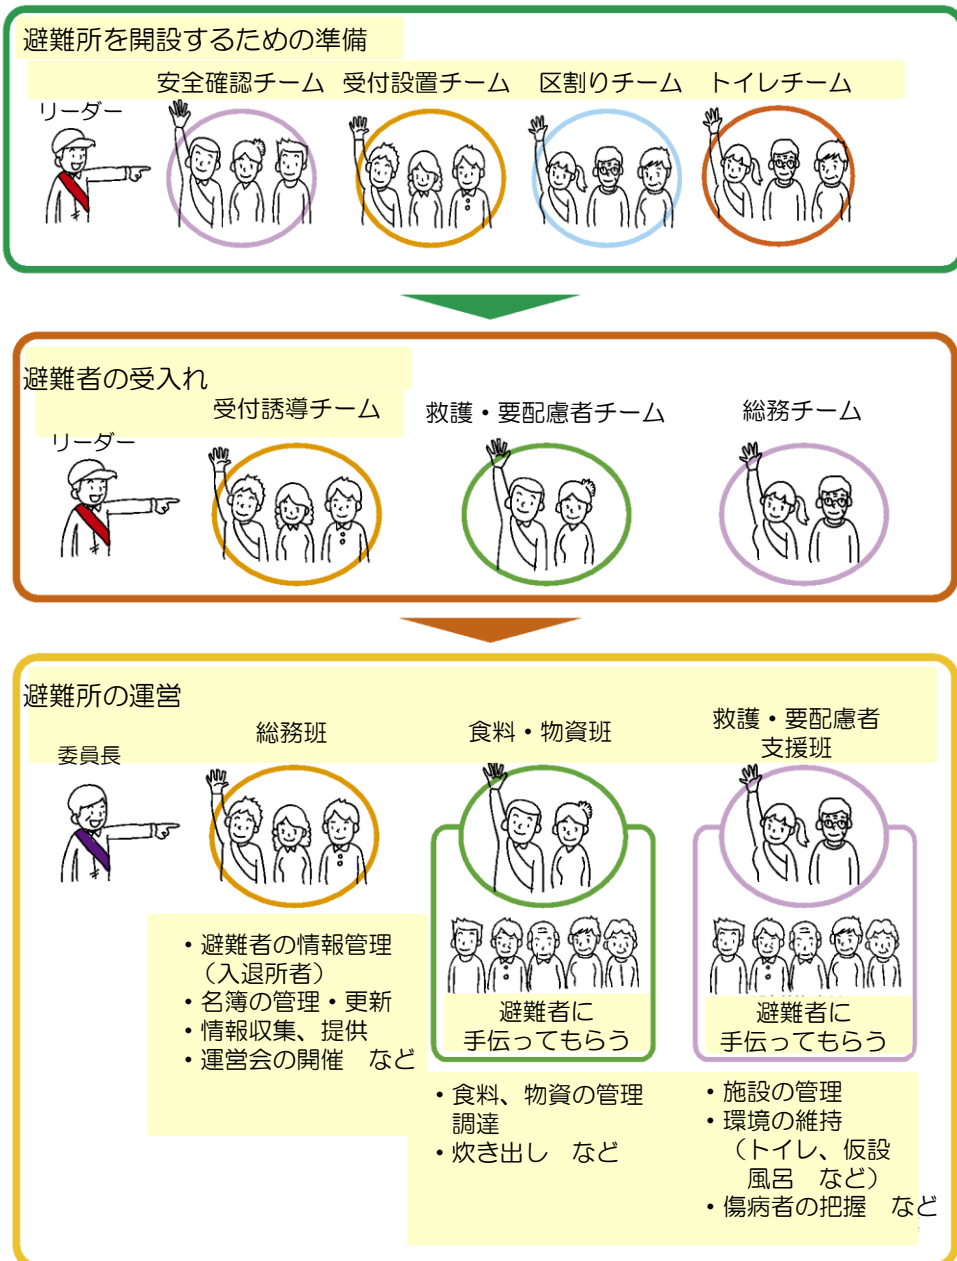 避難所を開設するための準備
安全確認チーム 受付設置チーム 区割りチーム トイレチーム
リーダー
避難者の受入れ
受付誘導チーム 救護・要配慮者チーム 総務チーム
リーダー
避難所の運営
総務班 食料・物資班 救護・要配慮者
支援班
委員長
・避難者の情報管理
（入退所者）
・名簿の管理・更新
・情報収集、提供
・運営会の開催　など
避難者に
手伝ってもらう
・食料、物資の管理
調達
・炊き出し　など
避難者に
手伝ってもらう
・施設の管理
・環境の維持
（トイレ、仮設
風呂　など）
・傷病者の把握　など